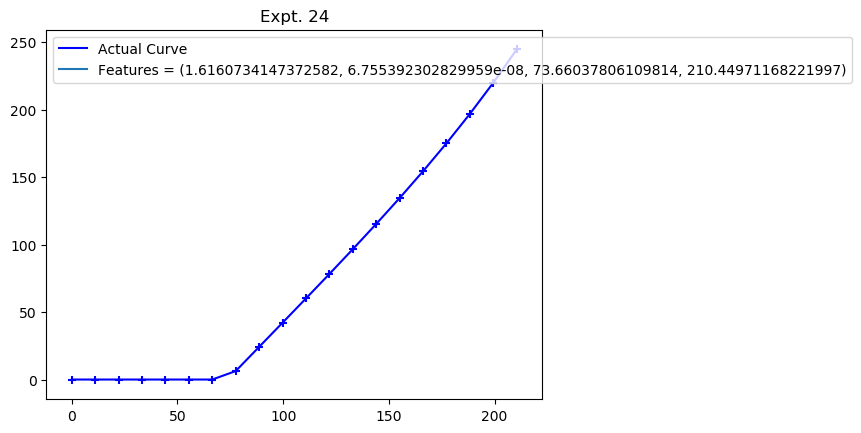 Expt. 24
Actual Curve
Features = (1.6160734147372582, 6.755392302829959e-08, 73.66037806109814, 210.44971168221997)
250
200
150
100
50
0
0 50 100 150 200